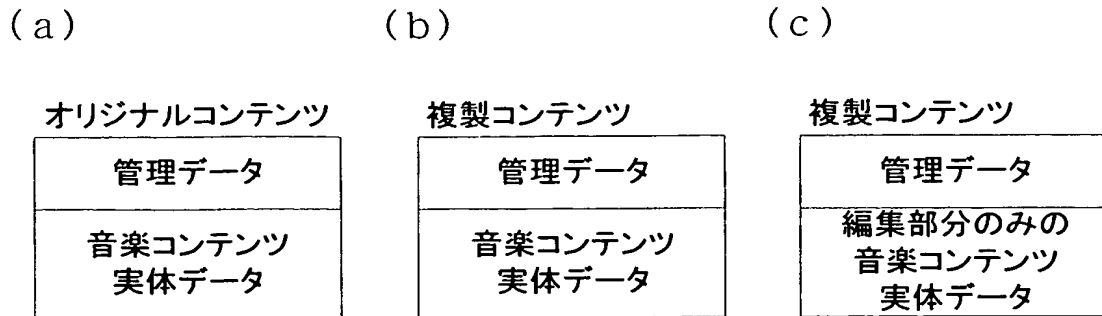 (a)
オリジナルコンテンツ
管理データ
音楽コンテンツ
実体データ
(b)
複製コンテンツ
管理データ
音楽コンテンツ
実体データ
(c)
複製コンテンツ
管理データ
編集部分のみの
音楽コンテンツ
実体データ